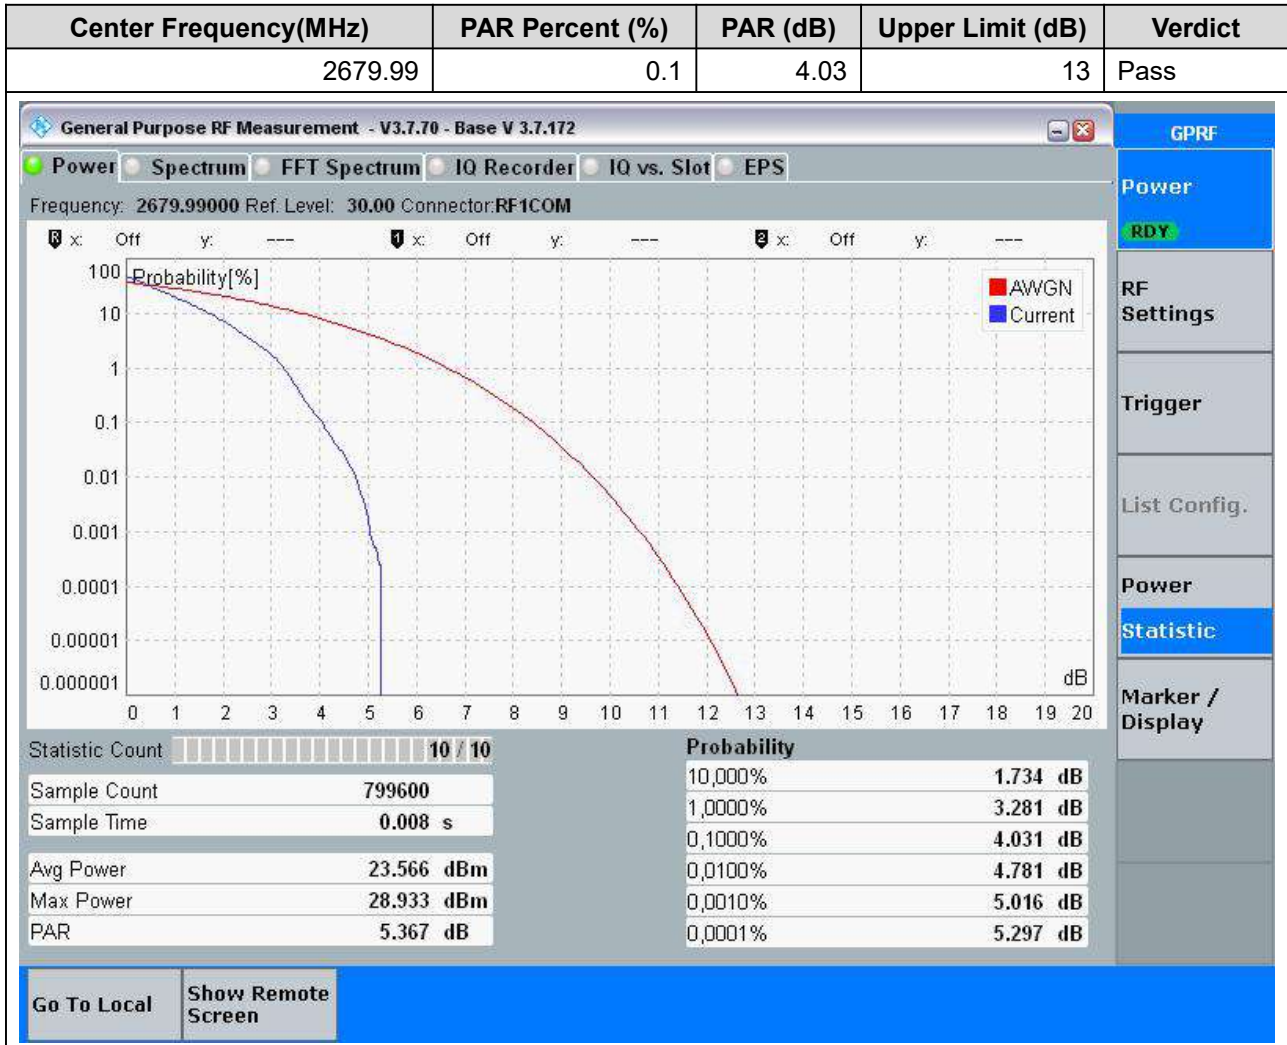 Center Frequency(MHz) PAR Percent (%) PAR (dB) Upper Limit (dB) Verdict
2679.99 0.1 4.03 13 Pass
General Purpose RF Measurement - V3.7.70 - Base V 3.7.172
GPRF
Power Spectrum FFT Spectrum IQ Recorder IQ vs. Slot EPS
Power
RDY
Frequency: 2679.99000 Ref. Level: 30.00 Connector:RF1COM
R x: Off y: --- 1 x: Off y: --- 2 x: Off y: ---
Probability[%]
AWGN
Current
100
10
1
0.1
0.01
0.001
0.0001
0.00001
0.000001
dB
0 1 2 3 4 5 6 7 8 9 10 11 12 13 14 15 16 17 18 19 20
RF
Settings
Trigger
List Config.
Power
Statistic
Marker /
Display
Statistic Count 10 / 10
Sample Count 799600
Sample Time 0.008 s
Avg Power 23.566 dBm
Max Power 28.933 dBm
PAR 5.367 dB
Probability
10,000% 1.734 dB
1,0000% 3.281 dB
0,1000% 4.031 dB
0,0100% 4.781 dB
0,0010% 5.016 dB
0,0001% 5.297 dB
Go To Local
Show Remote
Screen